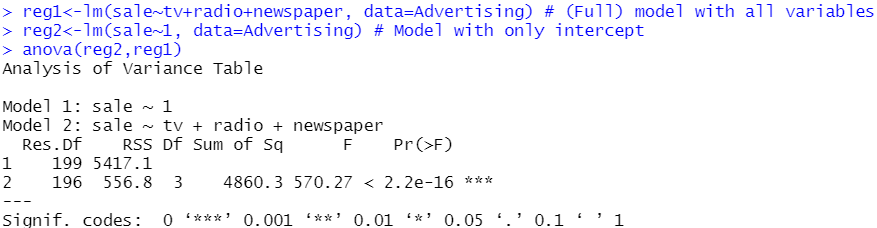 > reg1<-lm(sale~tv+radio+newspaper, data=Advertising) # (Full) model with all variables
> reg2<-lm(sale~1, data=Advertising) # Model with only intercept
> anova(reg2,reg1)
Analysis of Variance Table

Model 1: sale ~ 1
Model 2: sale ~ tv + radio + newspaper
  Res.Df    RSS Df Sum of Sq      F    Pr(>F)
1    199 5417.1
2    196  556.8  3    4860.3 570.27 < 2.2e-16 ***
---
Signif. codes:  0 ‘***’ 0.001 ‘**’ 0.01 ‘*’ 0.05 ‘.’ 0.1 ‘ ’ 1